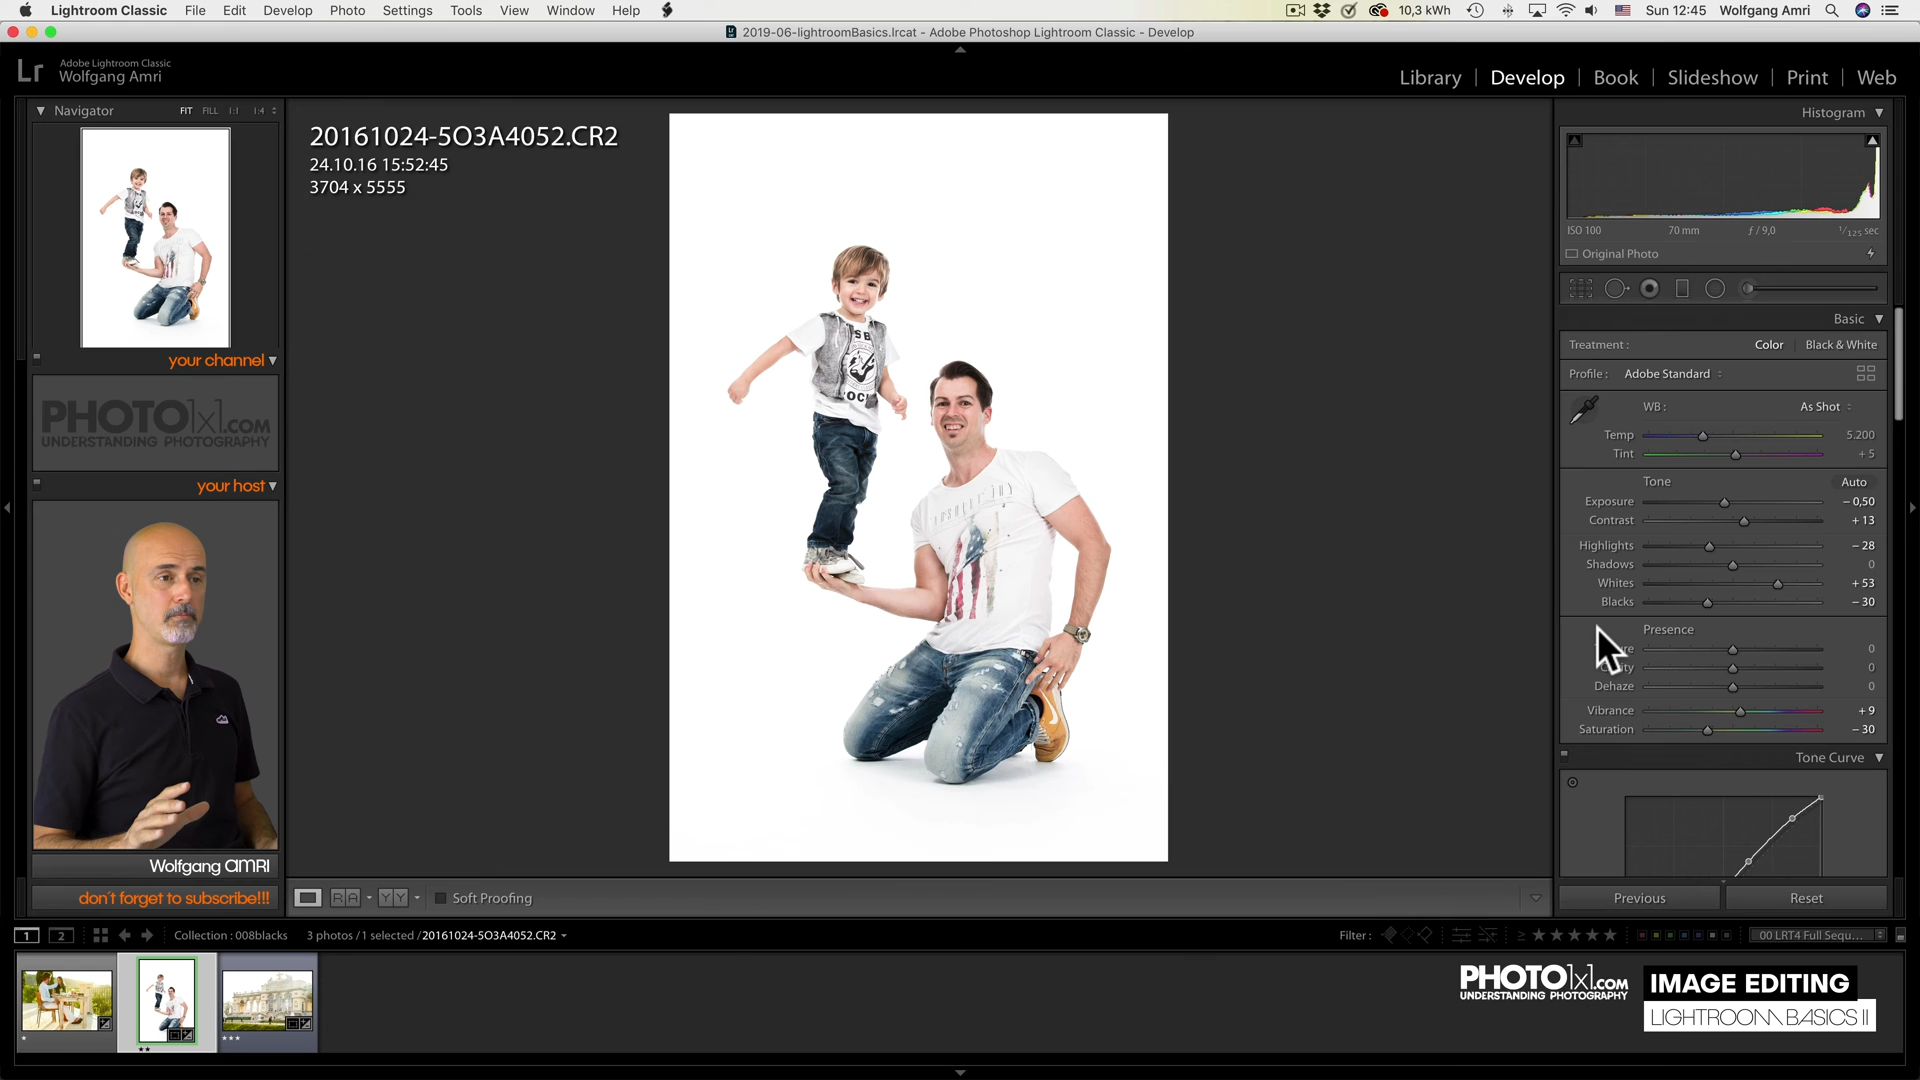 Lightroom Classic File Edit Develop Photo Settings Tools View Window Help 10,3 kWh Sun 12:45 Wolfgang Amri
2019-06-lightroomBasics.lrcat - Adobe Photoshop Lightroom Classic - Develop
Lr
Adobe Lightroom Classic
Wolfgang Amri
Library | Develop | Book | Slideshow | Print | Web
Navigator FIT FILL 1:1 1:4
your channel
PHOTO1x1.COM
UNDERSTANDING PHOTOGRAPHY
your host
Wolfgang AMRI
don´t forget to subscribe!!!
20161024-5O3A4052.CR2
24.10.16 15:52:45
3704 x 5555
Histogram
ISO 100 70 mm ƒ / 9,0 1/125 sec
Original Photo
Basic
Treatment : Color Black & White
Profile : Adobe Standard
WB : As Shot
Temp 5.200
Tint + 5
Tone Auto
Exposure − 0,50
Contrast + 13
Highlights − 28
Shadows 0
Whites + 53
Blacks − 30
Presence
0
0
Dehaze 0
Vibrance + 9
Saturation − 30
Tone Curve
Previous Reset
RA YY Soft Proofing
1 2 Collection : 008blacks 3 photos / 1 selected / 20161024-5O3A4052.CR2 Filter : ≥ ★★★★★ 00 LRT4 Full Sequ...
PHOTO1x1.COM
UNDERSTANDING PHOTOGRAPHY
IMAGE EDITING
LIGHTROOM BASICS II